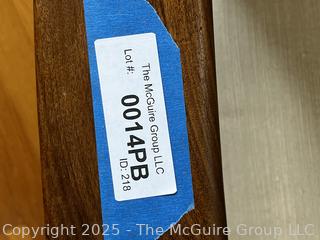 The McGuire Group LLC
Lot #:
0014PB
ID: 218
Copyright 2025 - The McGuire Group LLC